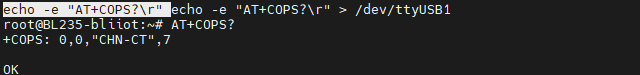 echo -e "AT+COPS?\r" echo -e "AT+COPS?\r" > /dev/ttyUSB1
root@BL235-bliiot:~# AT+COPS?
+COPS: 0,0,"CHN-CT",7
OK